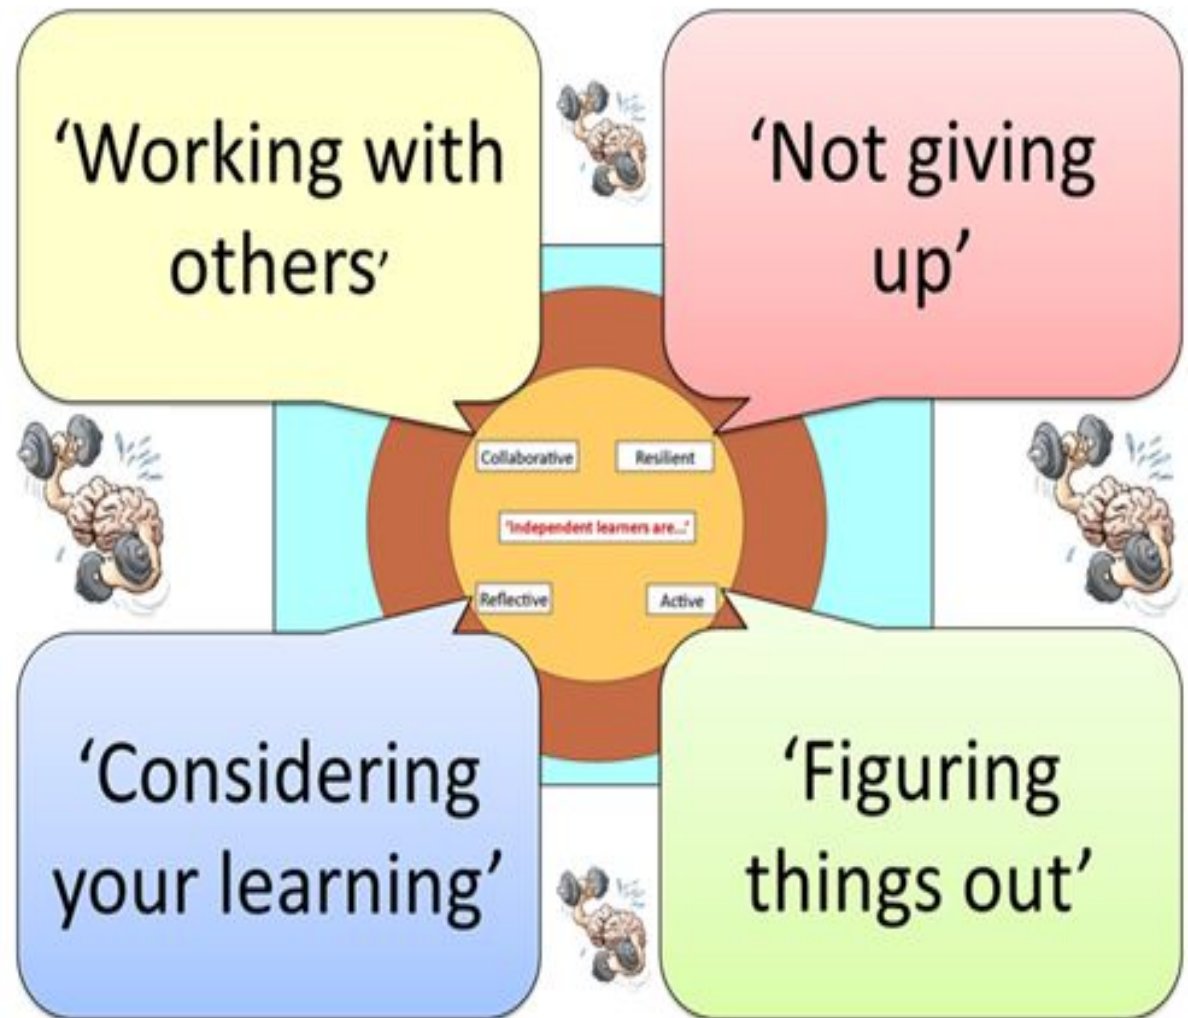 ‘Working with
others’
‘Not giving
up’
Collaborative
Resilient
‘Independent learners are...’
Reflective
Active
‘Considering
your learning’
‘Figuring
things out’